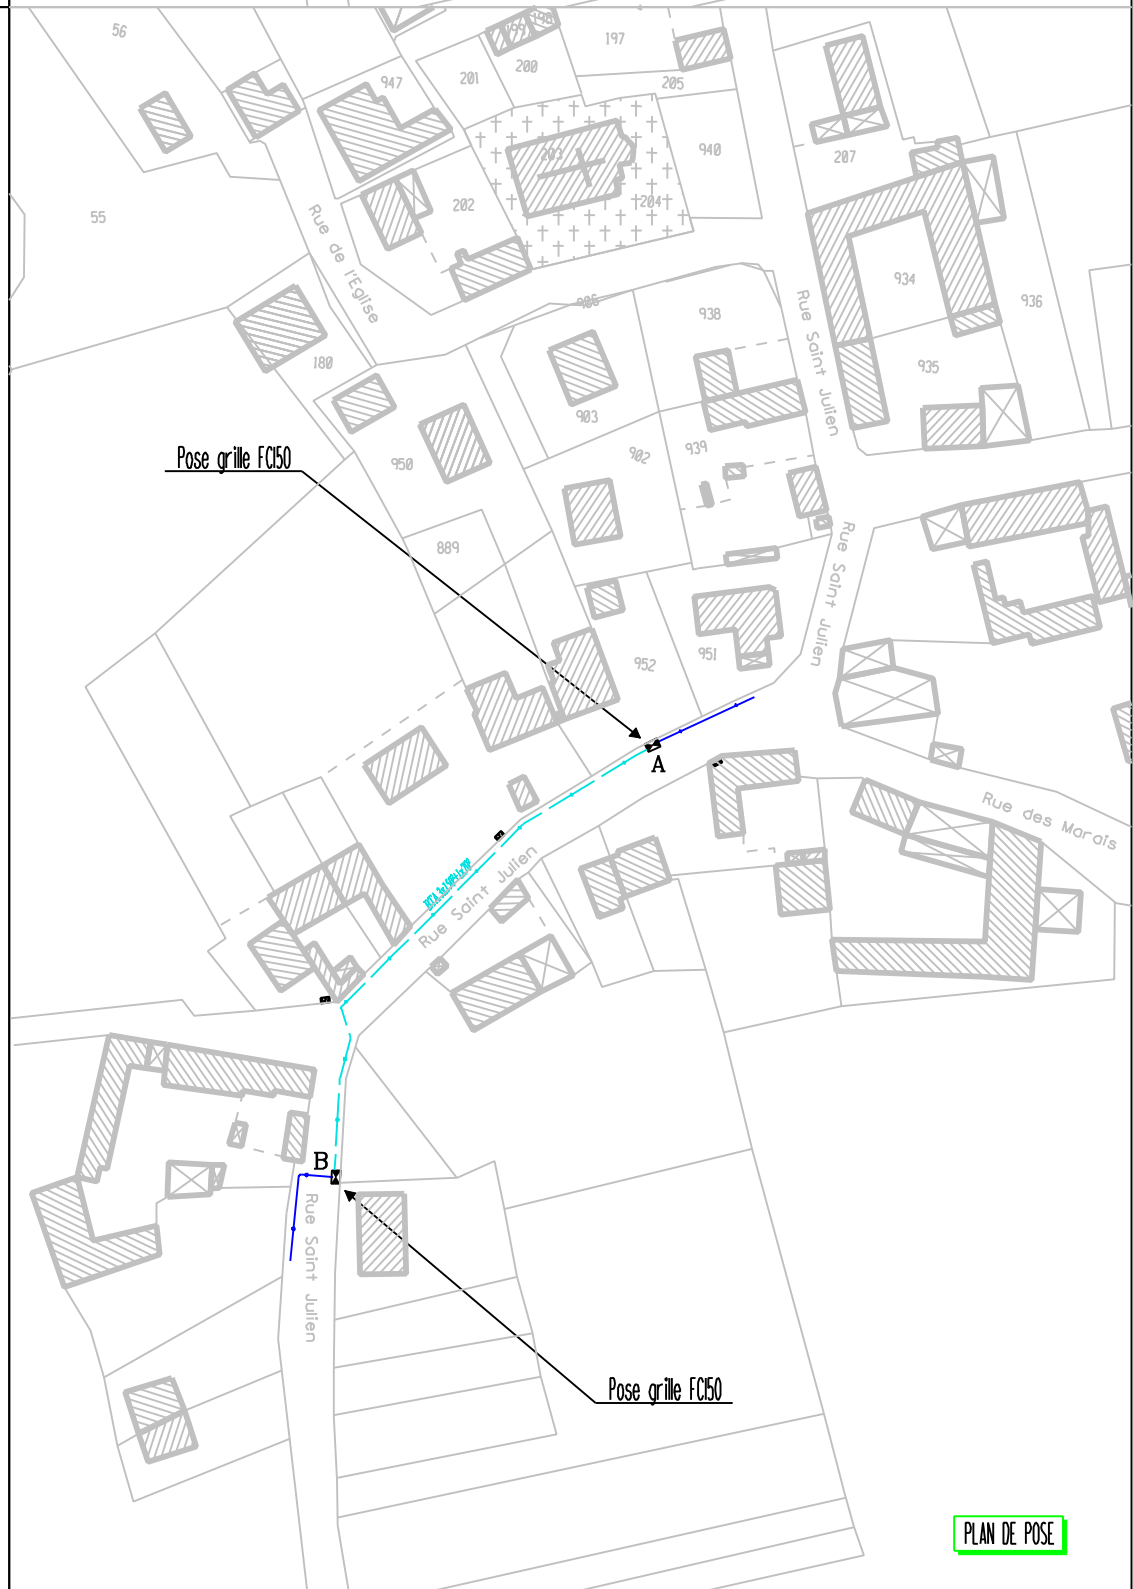 56
199
198
197
200
201
205
947
203
940
207
202
204
55
Rue de l'Eglise
934
936
905
938
Rue Saint Julien
180
935
903
939
902
950
Pose grille FC150
889
Rue Saint Julien
951
952
A
Rue des Marais
Rue Saint Julien
B
Rue Saint Julien
Pose grille FC150
PLAN DE POSE